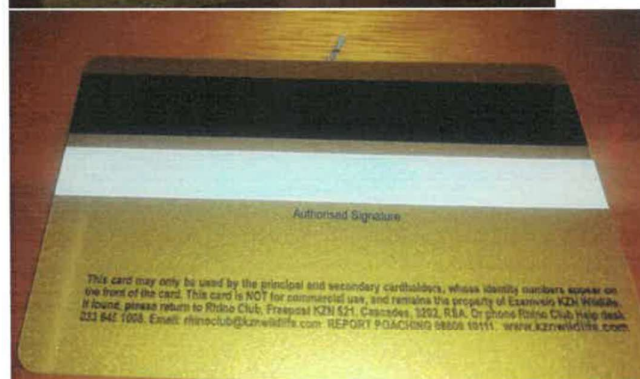 Authorised Signature
This card may only be used by the principal and secondary cardholders, whose identity numbers appear on
the front of the card. This card is NOT for commercial use, and remains the property of Ezemvelo KZN Wildlife.
If found, please return to Rhino Club, Freepost KZN 521, Cascades, 3202, RSA. Or phone Rhino Club Help desk
033 845 1008. Email: rhinoclub@kznwildlife.com REPORT POACHING 10111. www.kznwildlife.com